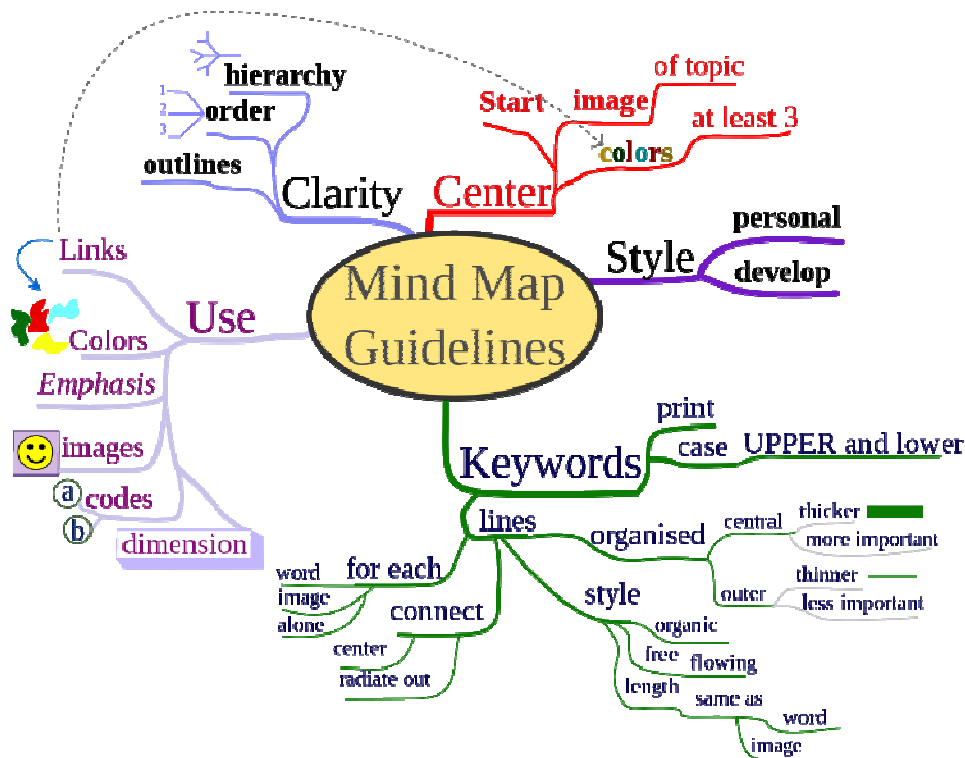 Mind Map
Guidelines
Center
Start
image
of topic
colors
at least 3
Style
personal
develop
Keywords
print
case
UPPER and lower
lines
organised
central
thicker
more important
outer
thinner
less important
style
organic
free
flowing
length
same as
word
image
connect
center
radiate out
for each
word
image
alone
Use
Links
Colors
Emphasis
images
codes
a
b
dimension
Clarity
hierarchy
order
1
2
3
outlines